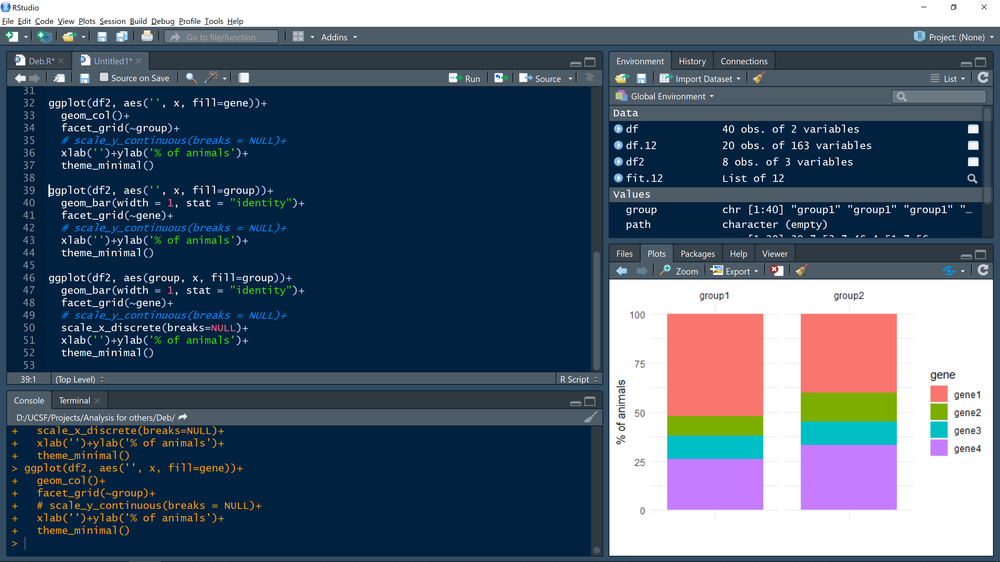 RStudio
File Edit Code View Plots Session Build Debug Profile Tools Help
Go to file/function
Addins
Project: (None)
Deb.R*
Untitled1*
Source on Save
Run
Source
31
32 ggplot(df2, aes('', x, fill=gene))+
33 geom_col()+
34 facet_grid(~group)+
35 # scale_y_continuous(breaks = NULL)+
36 xlab('')+ylab('% of animals')+
37 theme_minimal()
38
39 ggplot(df2, aes('', x, fill=group))+
40 geom_bar(width = 1, stat = "identity")+
41 facet_grid(~gene)+
42 # scale_y_continuous(breaks = NULL)+
43 xlab('')+ylab('% of animals')+
44 theme_minimal()
45
46 ggplot(df2, aes(group, x, fill=group))+
47 geom_bar(width = 1, stat = "identity")+
48 facet_grid(~gene)+
49 # scale_y_continuous(breaks = NULL)+
50 scale_x_discrete(breaks=NULL)+
51 xlab('')+ylab('% of animals')+
52 theme_minimal()
53
39:1 (Top Level) R Script
Console Terminal
D:/UCSF/Projects/Analysis for others/Deb/
+ scale_x_discrete(breaks=NULL)+
+ xlab('')+ylab('% of animals')+
+ theme_minimal()
> ggplot(df2, aes('', x, fill=gene))+
+ geom_col()+
+ facet_grid(~group)+
+ # scale_y_continuous(breaks = NULL)+
+ xlab('')+ylab('% of animals')+
+ theme_minimal()
>
Environment History Connections
Import Dataset
List
Global Environment
Data
df 40 obs. of 2 variables
df.12 20 obs. of 163 variables
df2 8 obs. of 3 variables
fit.12 List of 12
Values
group chr [1:40] "group1" "group1" "group1" "…
path character (empty)
Files Plots Packages Help Viewer
Zoom
Export
group1 group2
100
75
50
25
0
% of animals
gene
gene1
gene2
gene3
gene4